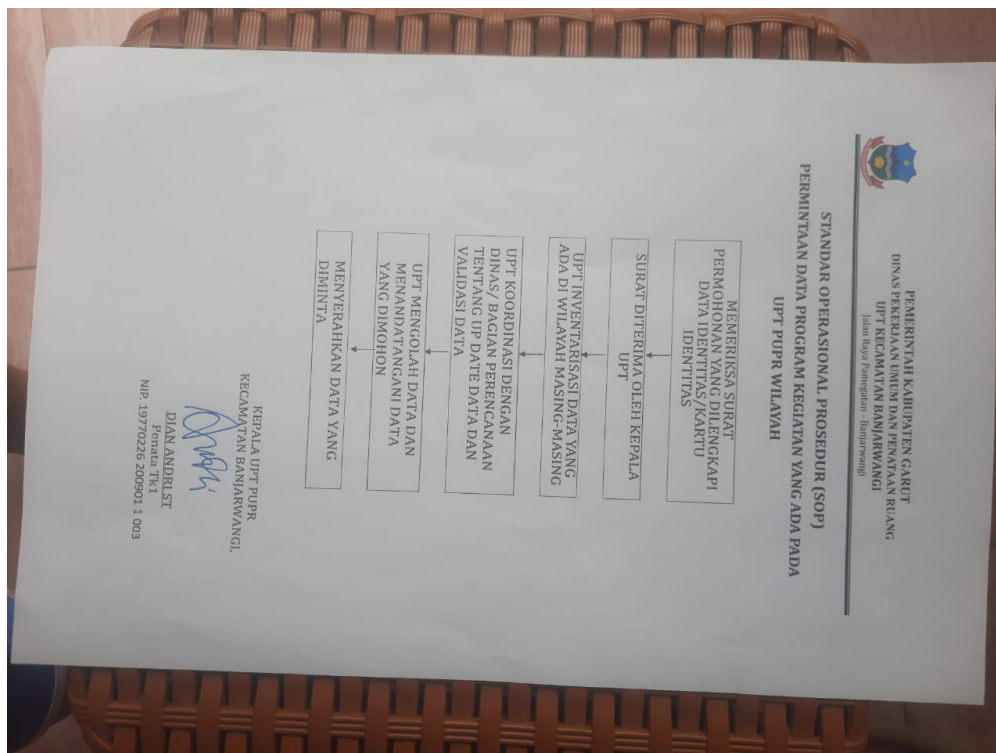 PEMERINTAH KABUPATEN GARUT
DINAS PEKERJAAN UMUM DAN PENATAAN RUANG
UPT KECAMATAN BANJARWANGI
Jalan Raya Pamegatan - Banjarwangi
STANDAR OPERASIONAL PROSEDUR (SOP)
PERMINTAAN DATA PROGRAM KEGIATAN YANG ADA PADA
UPT PUPR WILAYAH
MEMERIKSA SURAT
PERMOHONAN YANG DILENGKAPI
DATA IDENTITAS/KARTU
IDENTITAS
SURAT DITERIMA OLEH KEPALA
UPT
UPT INVENTARISASI DATA YANG
ADA DI WILAYAH MASING-MASING
UPT KOORDINASI DENGAN
DINAS/ BAGIAN PERENCANAAN
TENTANG UP DATE DATA DAN
VALIDASI DATA
UPT MENGOLAH DATA DAN
MENANDATANGANI DATA
YANG DIMOHON
MENYERAHKAN DATA YANG
DIMINTA
KEPALA UPT PUPR
KECAMATAN BANJARWANGI,
DIAN ANDRI ST
Penata Tk1
NIP. 19770226 200901 1 003